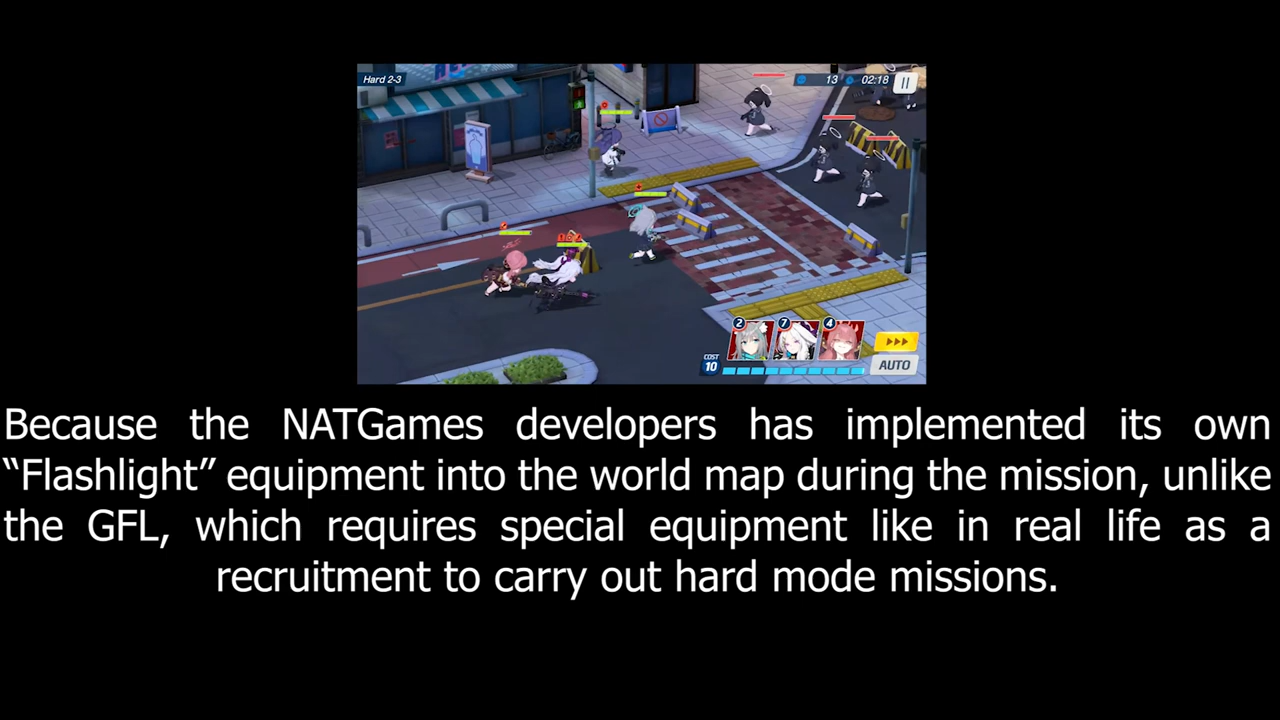 Hard 2-3
13
02:18
2
7
4
COST
10
AUTO
Because the NATGames developers has implemented its own
“Flashlight” equipment into the world map during the mission, unlike
the GFL, which requires special equipment like in real life as a
recruitment to carry out hard mode missions.